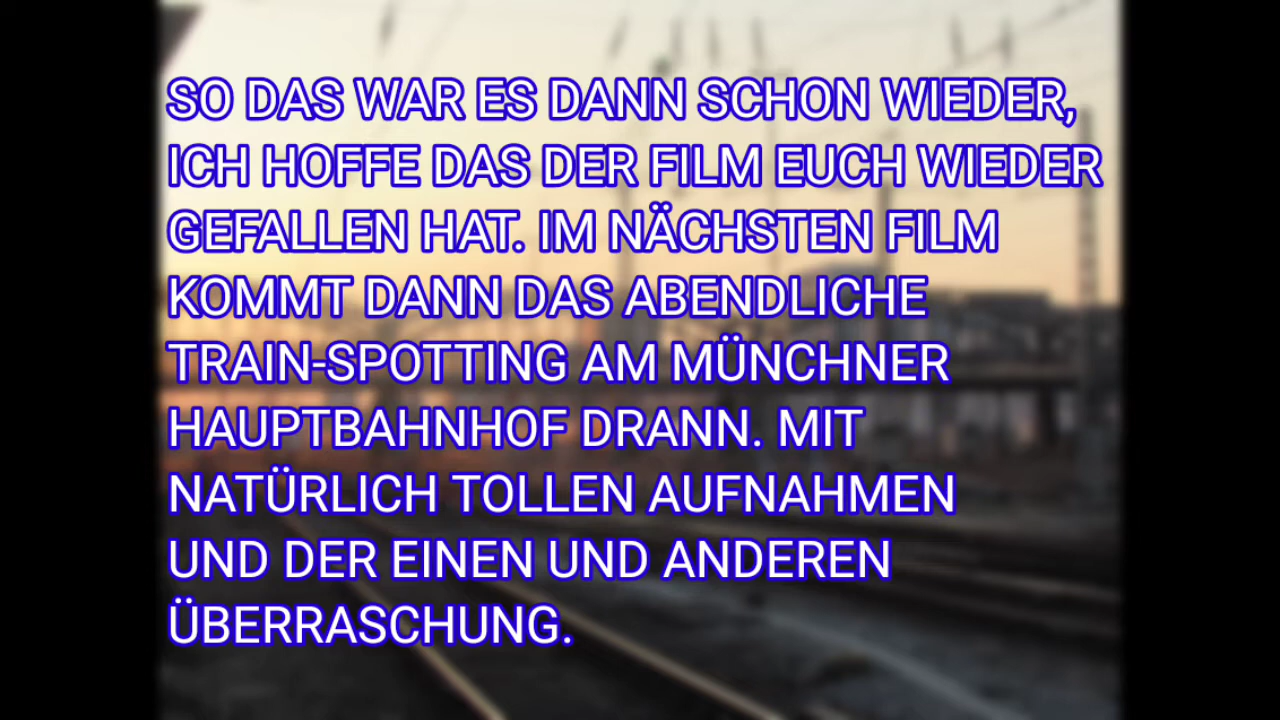 SO DAS WAR ES DANN SCHON WIEDER,
ICH HOFFE DAS DER FILM EUCH WIEDER
GEFALLEN HAT. IM NÄCHSTEN FILM
KOMMT DANN DAS ABENDLICHE
TRAIN-SPOTTING AM MÜNCHNER
HAUPTBAHNHOF DRANN. MIT
NATÜRLICH TOLLEN AUFNAHMEN
UND DER EINEN UND ANDEREN
ÜBERRASCHUNG.